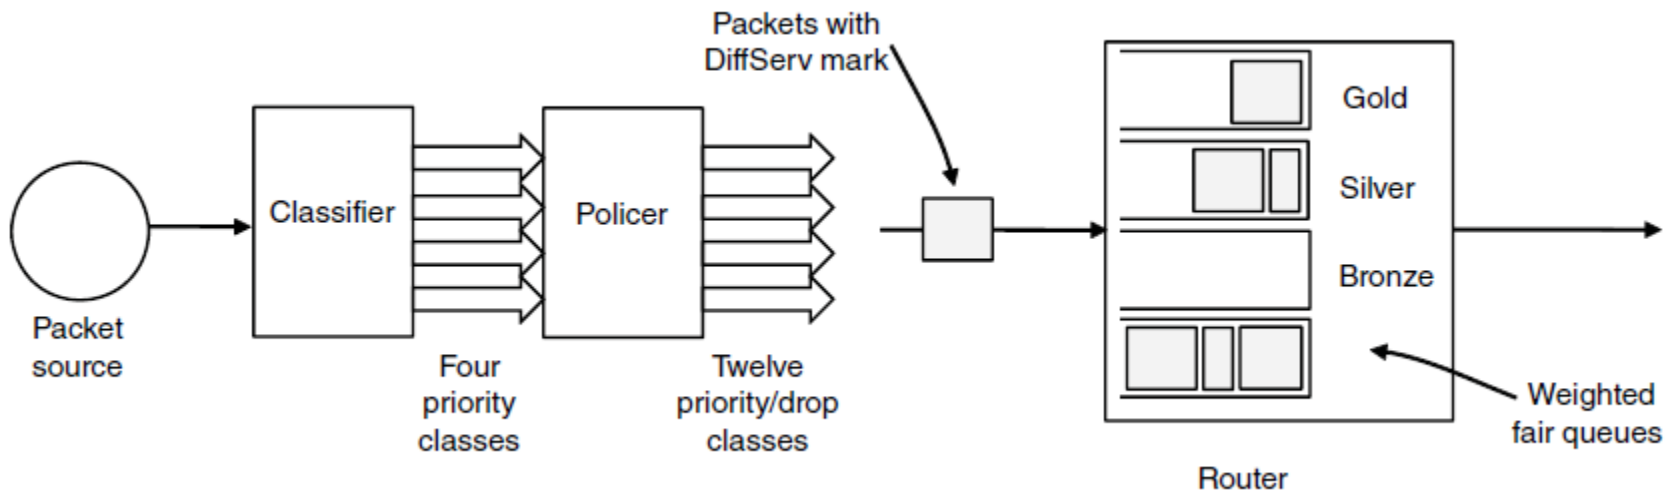 Packet
source
Classifier
Four
priority
classes
Policer
Twelve
priority/drop
classes
Packets with
DiffServ mark
Gold
Silver
Bronze
Weighted
fair queues
Router